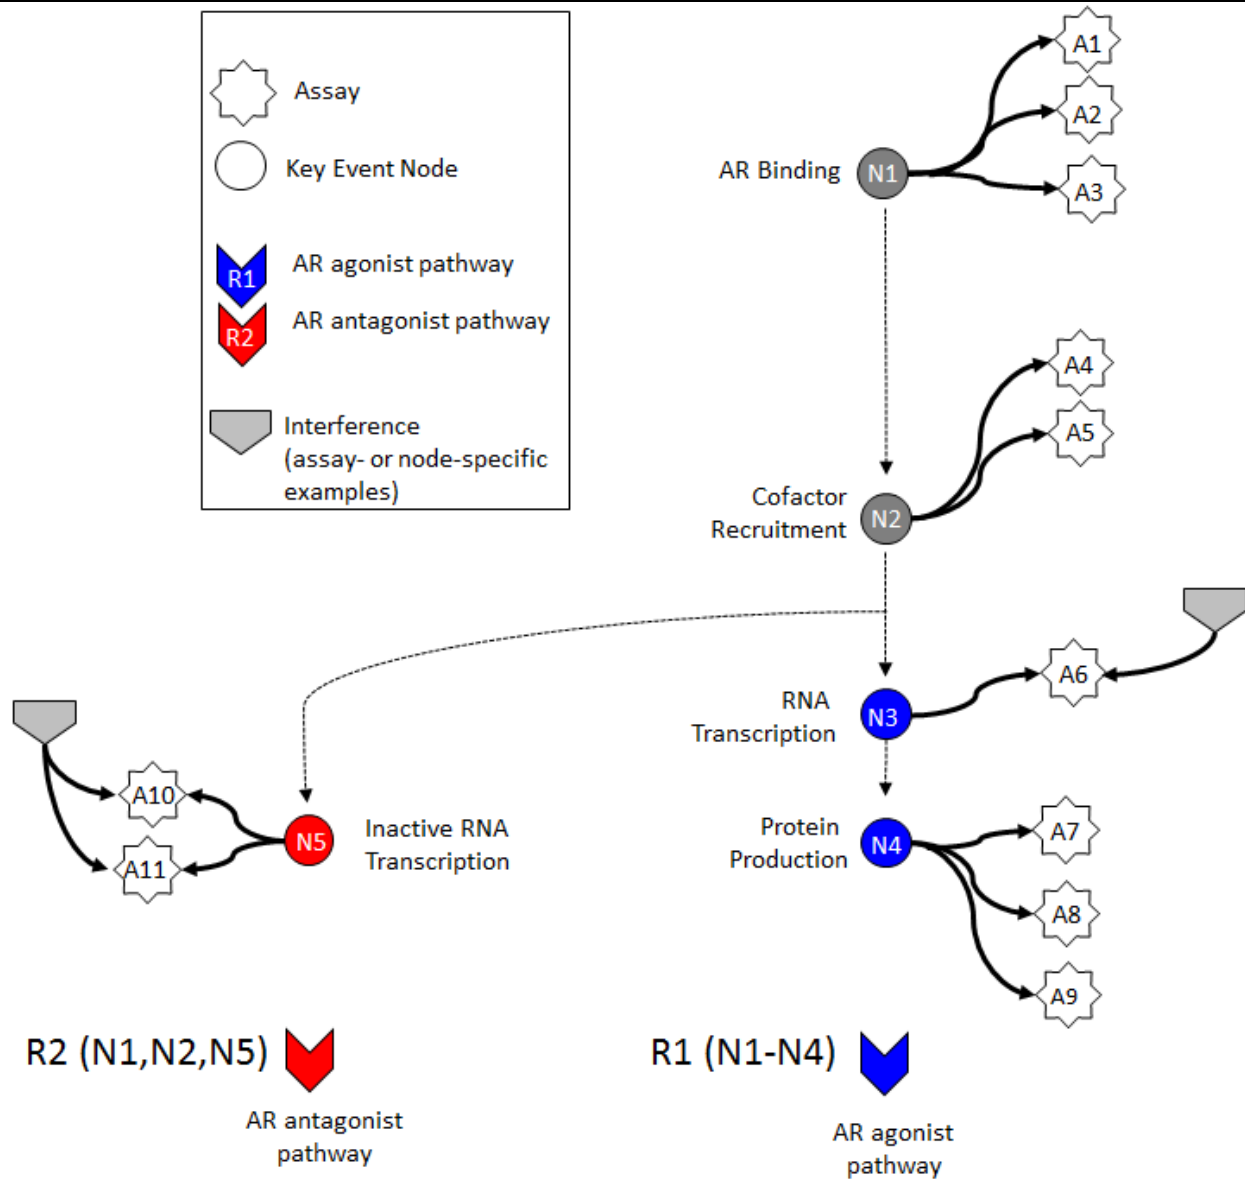 Assay
Key Event Node
R1
AR agonist pathway
R2
AR antagonist pathway
Interference
(assay- or node-specific
examples)
A1
A2
AR Binding
N1
A3
A4
A5
Cofactor
Recruitment
N2
A6
RNA
Transcription
N3
A10
A11
N5
Inactive RNA
Transcription
Protein
Production
N4
A7
A8
A9
R2 (N1,N2,N5)
AR antagonist
pathway
R1 (N1-N4)
AR agonist
pathway